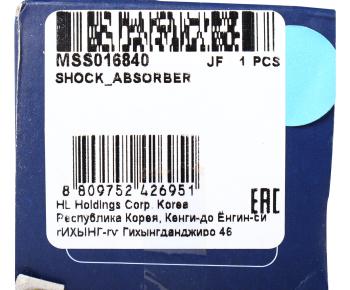 MSS016840 JF 1 PCS
SHOCK_ABSORBER
8 809752 426951
EAC
HL Holdings Corp. Korea
Республика Корея, Кенги-до Ёнгин-си
гИХЫНГ-гу Гихынгданджиро 46